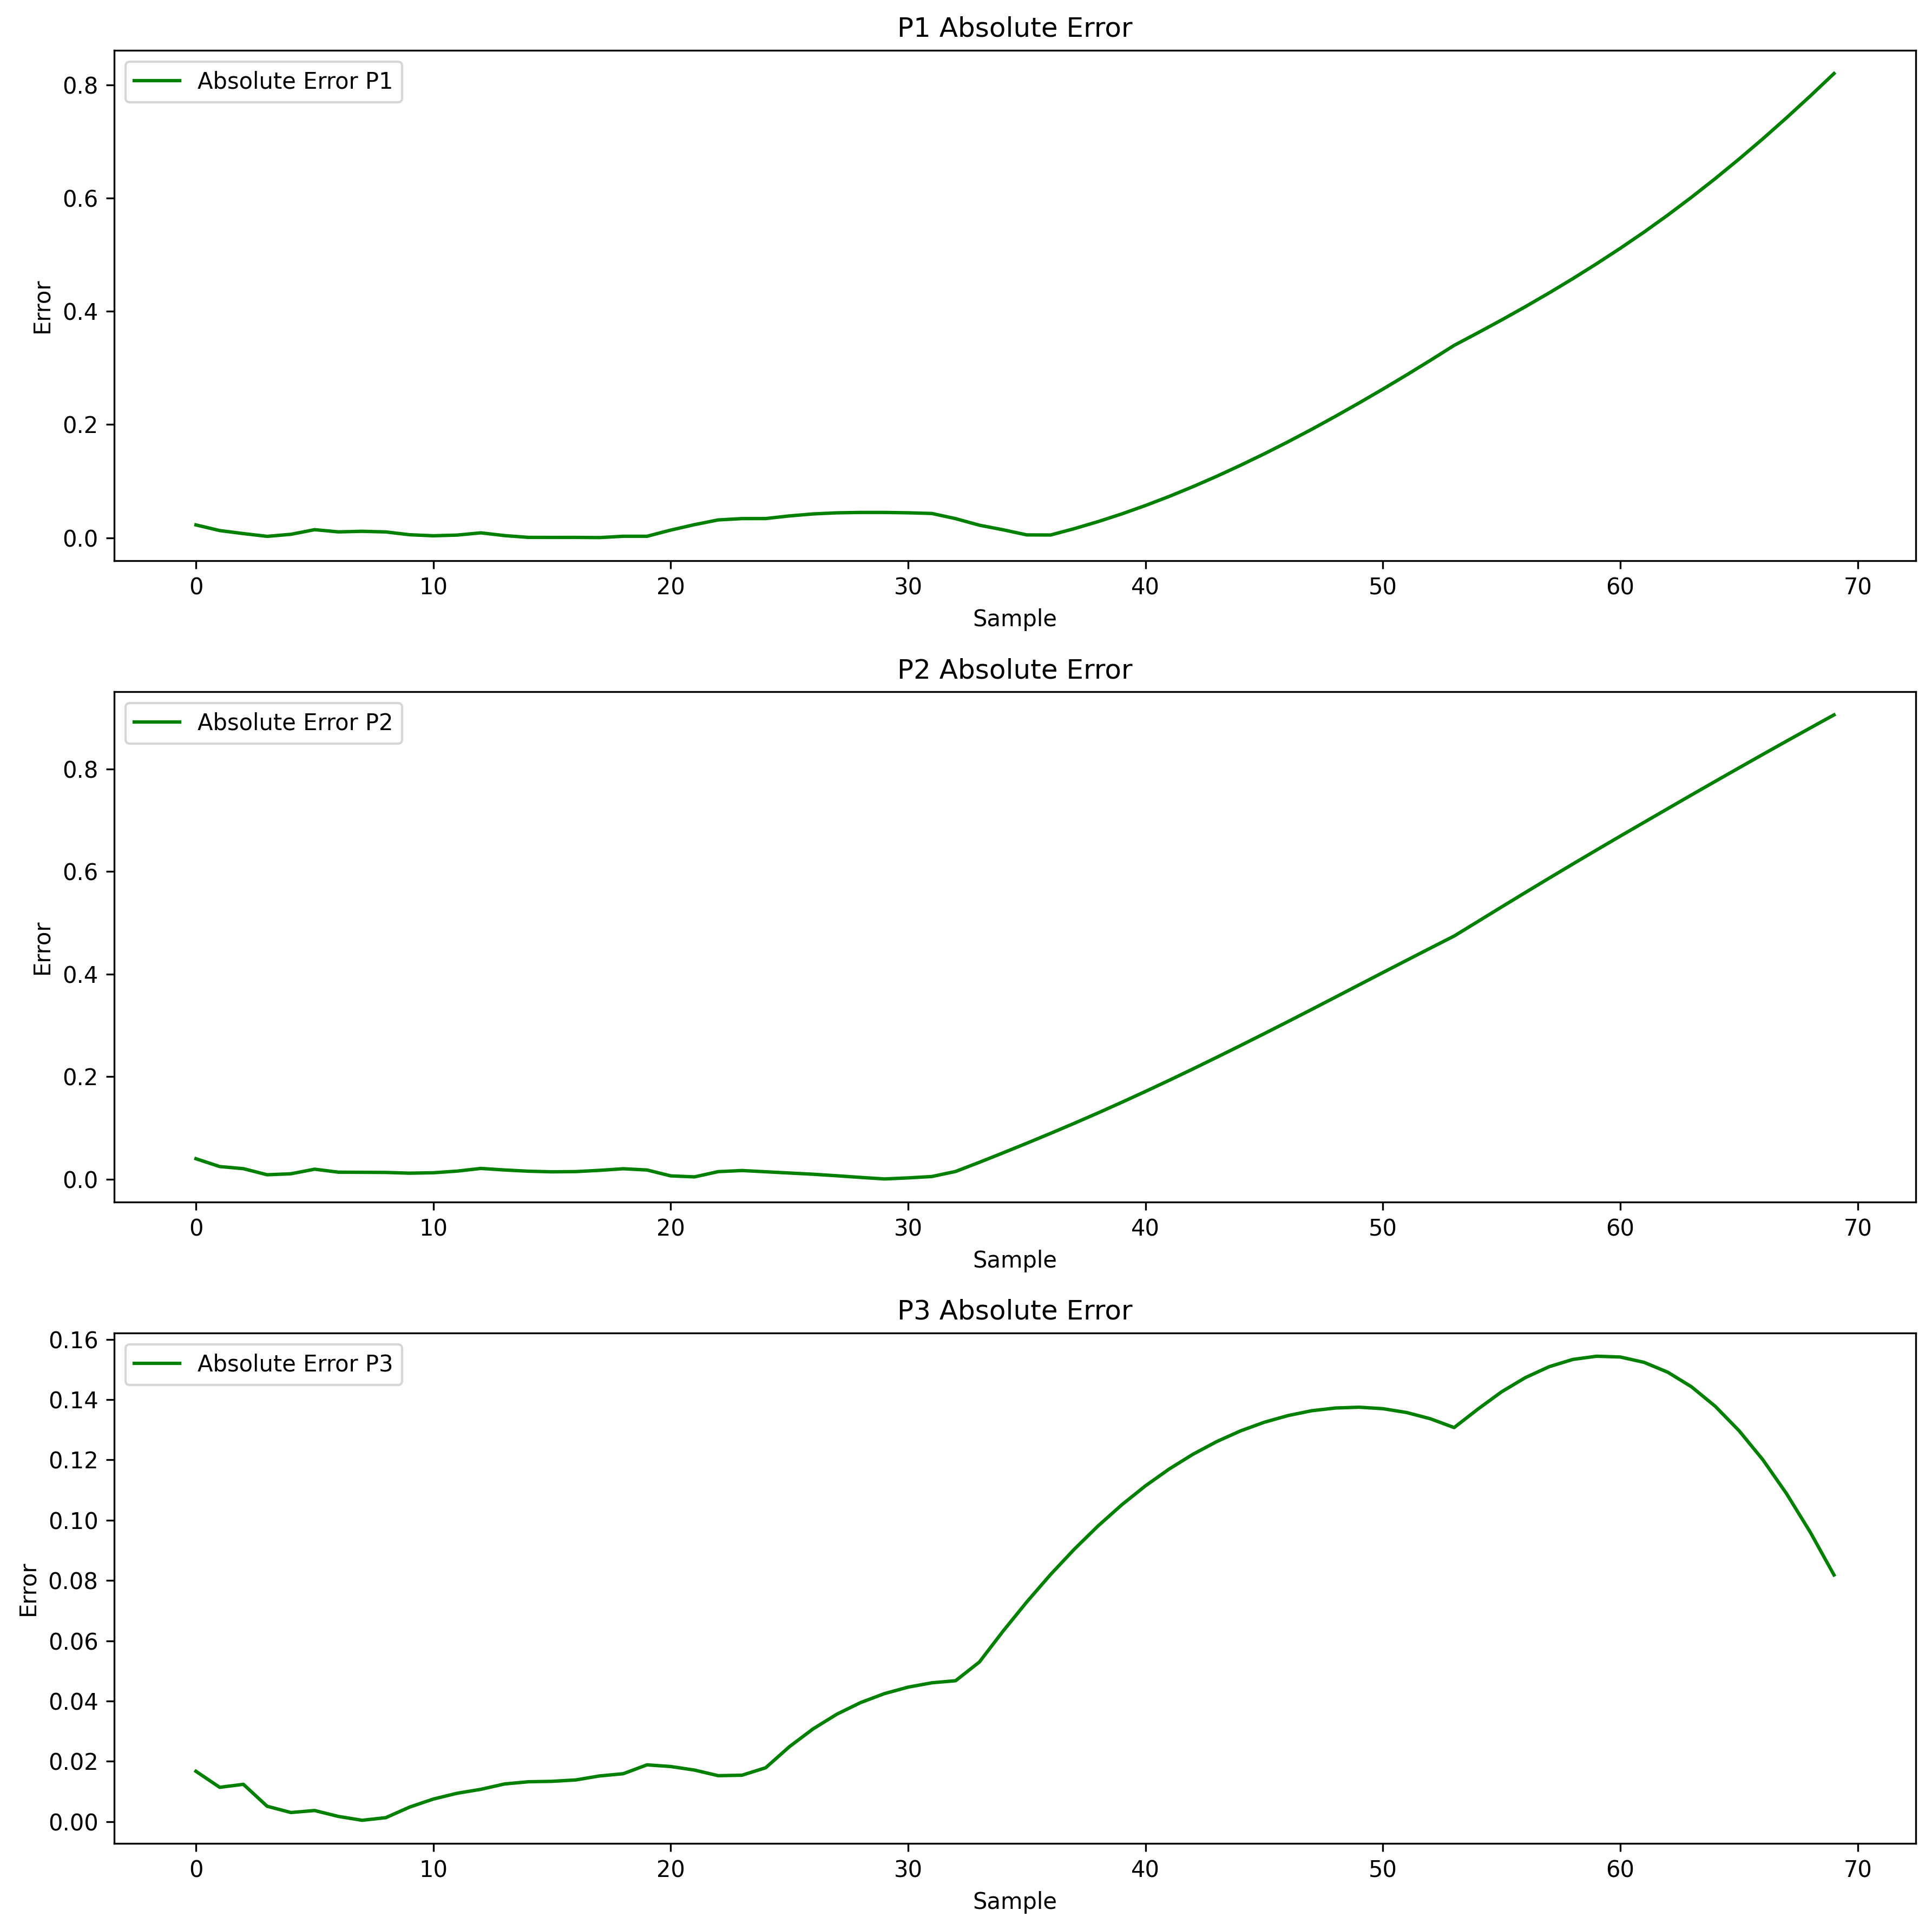 P1 Absolute Error
Absolute Error P1
0.8
0.6
0.4
0.2
0.0
Error
0 10 20 30 40 50 60 70
Sample
P2 Absolute Error
Absolute Error P2
0.8
0.6
0.4
0.2
0.0
Error
0 10 20 30 40 50 60 70
Sample
P3 Absolute Error
Absolute Error P3
0.16
0.14
0.12
0.10
0.08
0.06
0.04
0.02
0.00
Error
0 10 20 30 40 50 60 70
Sample